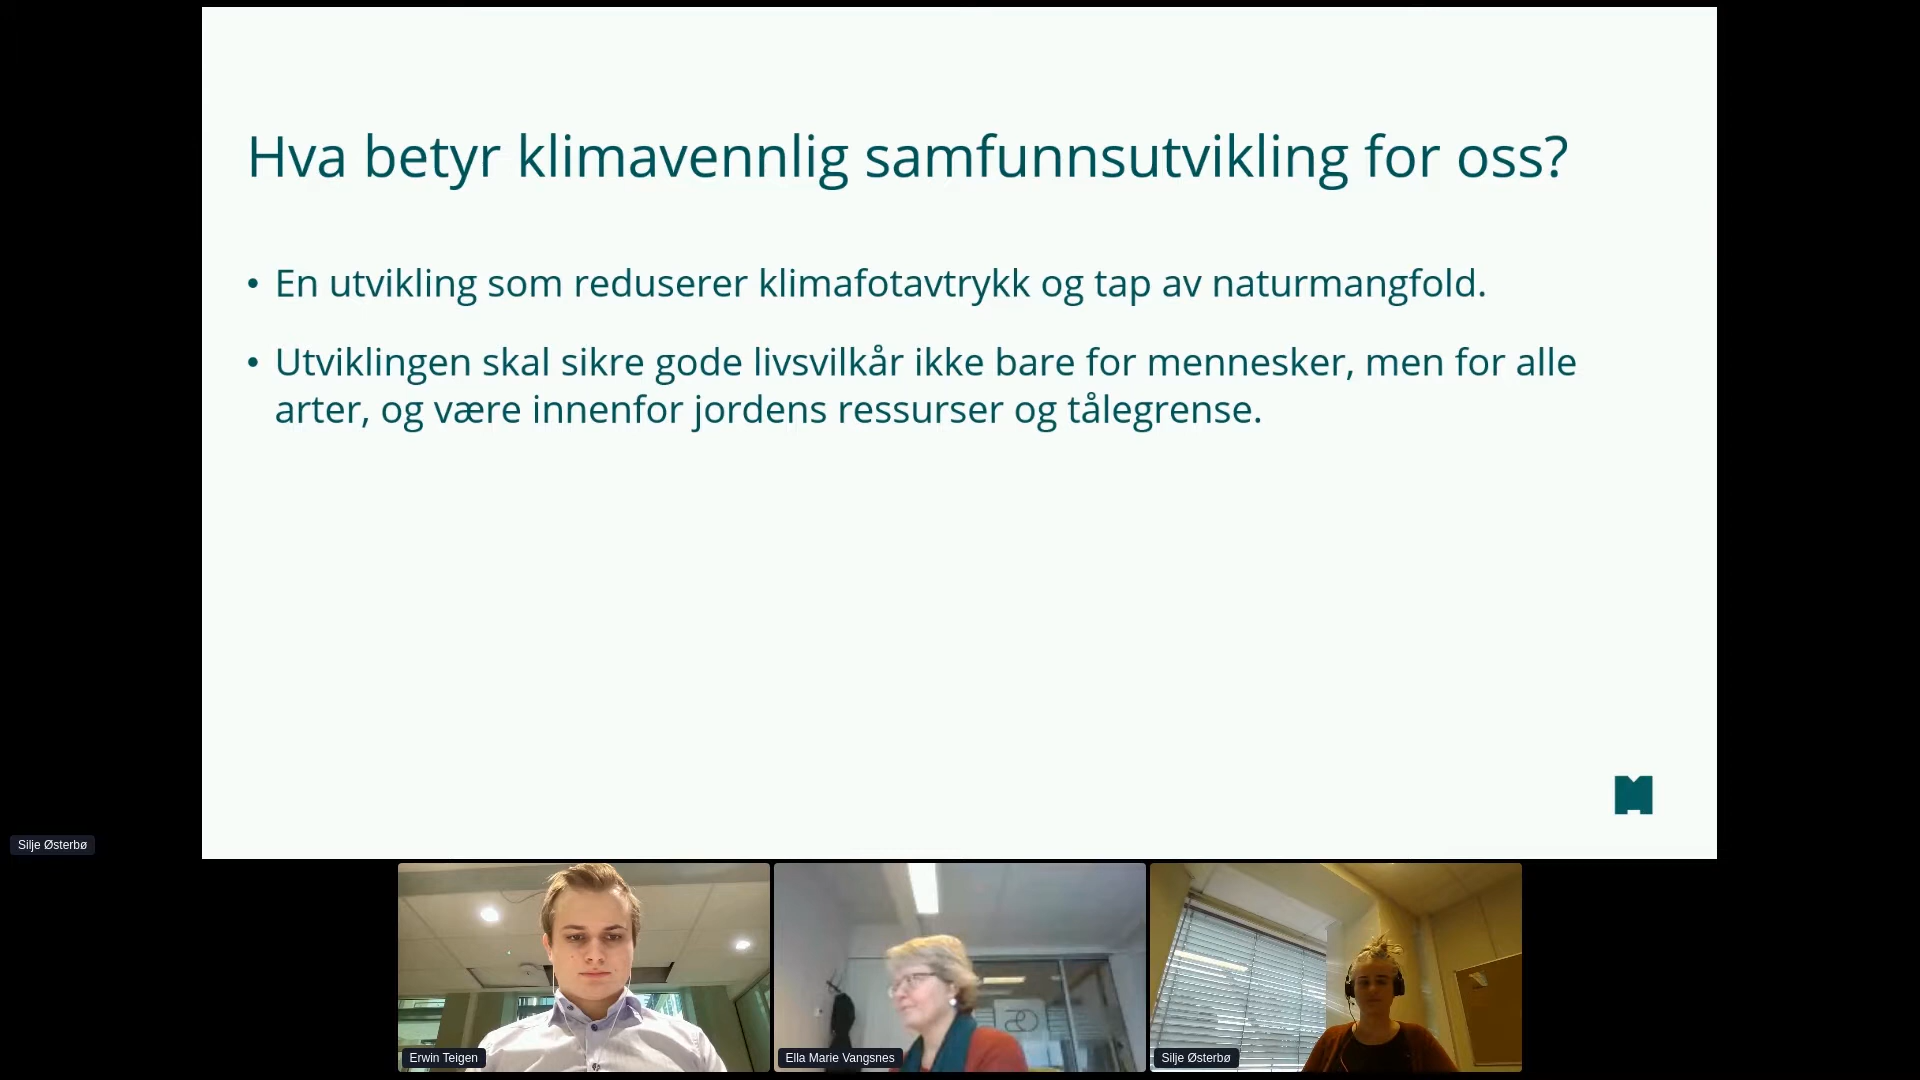 Hva betyr klimavennlig samfunnsutvikling for oss?
• En utvikling som reduserer klimafotavtrykk og tap av naturmangfold.
• Utviklingen skal sikre gode livsvilkår ikke bare for mennesker, men for alle
arter, og være innenfor jordens ressurser og tålegrense.
Silje Østerbø
Erwin Teigen
Ella Marie Vangsnes
Silje Østerbø